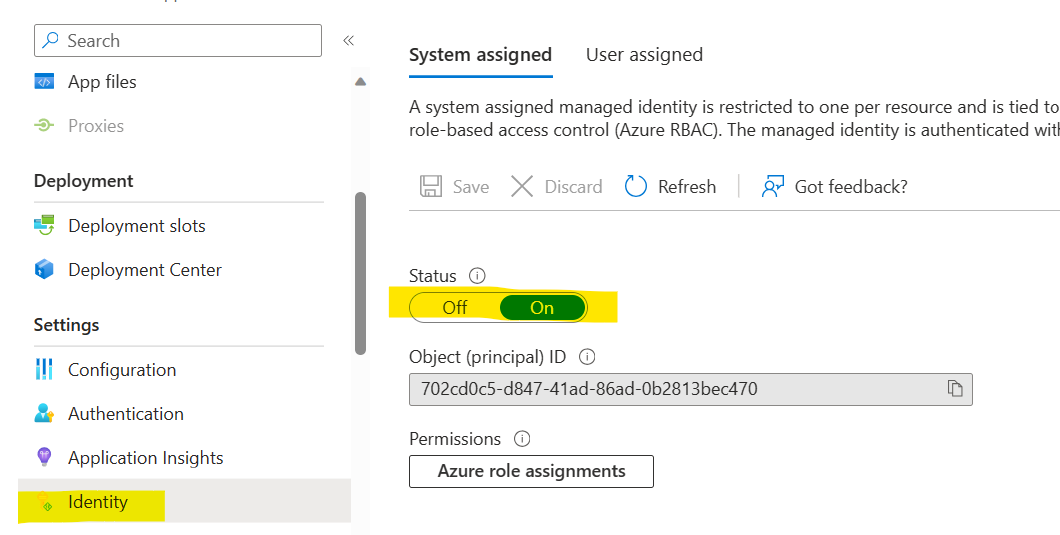 Search
«
App files
Proxies
Deployment
Deployment slots
Deployment Center
Settings
Configuration
Authentication
Application Insights
Identity
System assigned User assigned
A system assigned managed identity is restricted to one per resource and is tied to
role-based access control (Azure RBAC). The managed identity is authenticated with
Save Discard Refresh Got feedback?
Status
Off On
Object (principal) ID
702cd0c5-d847-41ad-86ad-0b2813bec470
Permissions
Azure role assignments